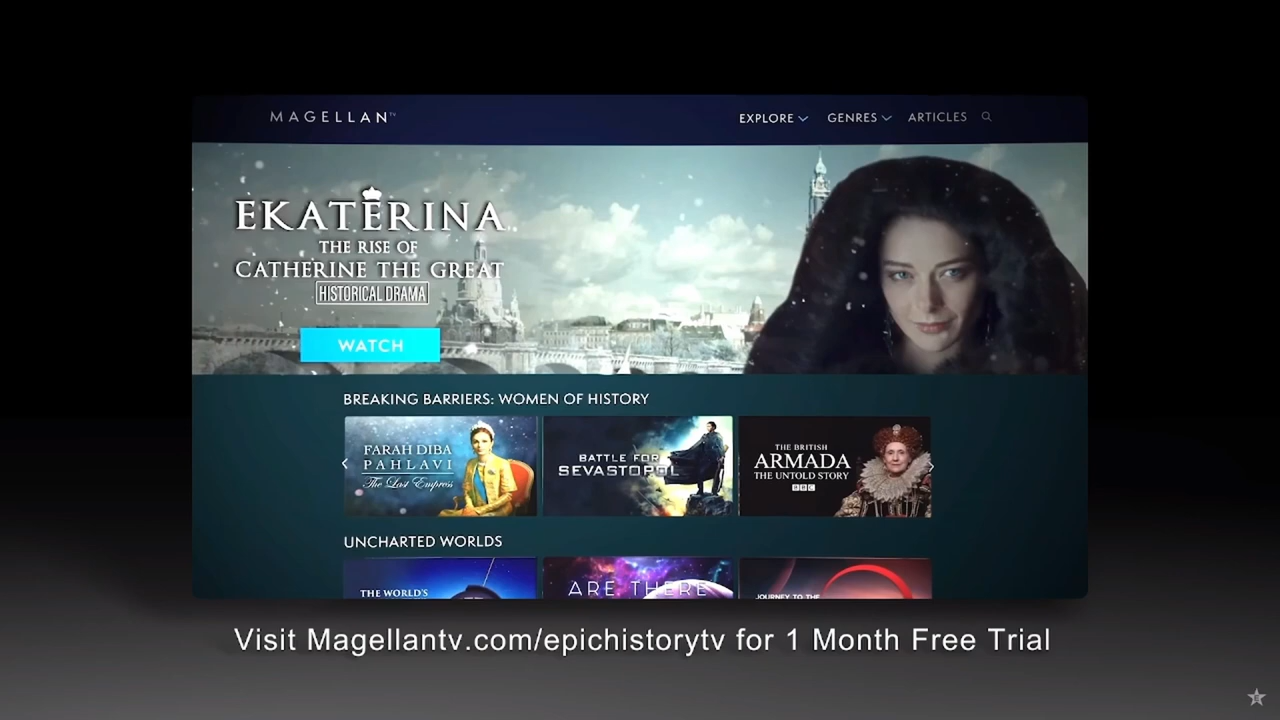 MAGELLAN TV
EXPLORE GENRES ARTICLES
EKATERINA
THE RISE OF
CATHERINE THE GREAT
HISTORICAL DRAMA
WATCH
BREAKING BARRIERS: WOMEN OF HISTORY
FARAH DIBA
PAHLAVI
The Last Empress
BATTLE FOR
SEVASTOPOL
THE BRITISH
ARMADA
THE UNTOLD STORY
BBC
UNCHARTED WORLDS
THE WORLD'S
ARE THERE
JOURNEY TO THE
Visit Magellantv.com/epichistorytv for 1 Month Free Trial
E